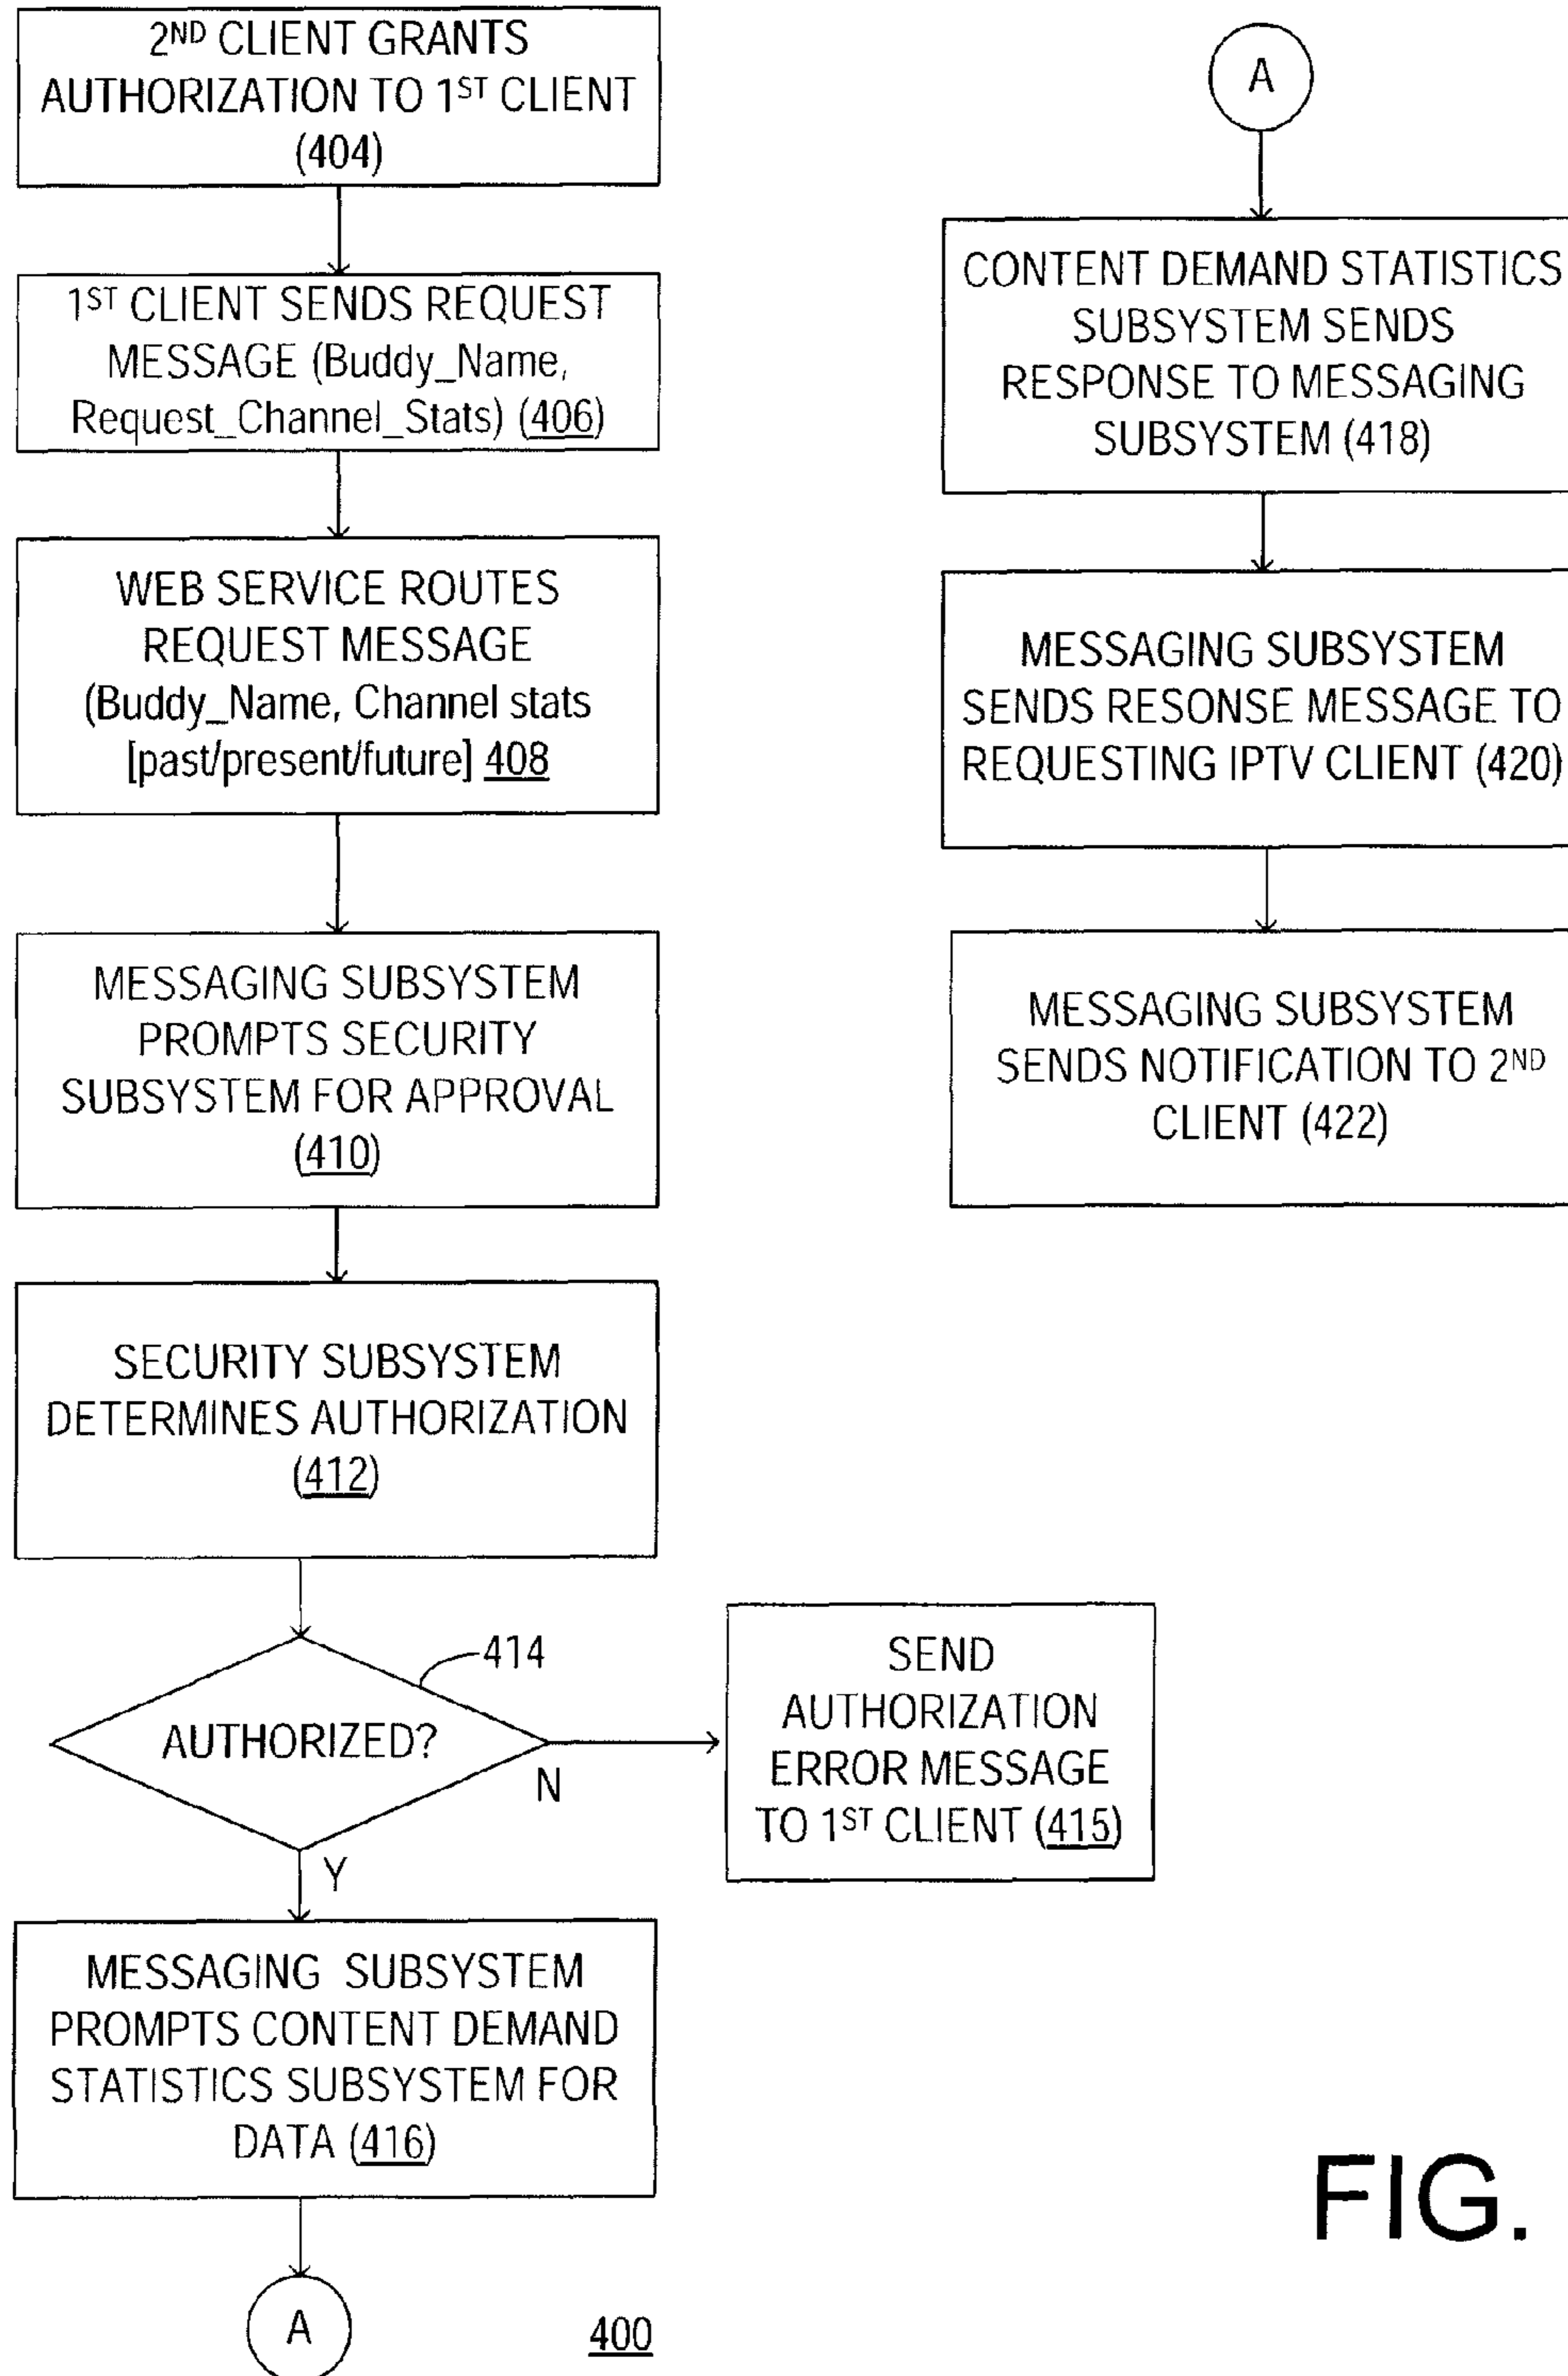 2ND CLIENT GRANTS
AUTHORIZATION TO 1ST CLIENT
(404)
1ST CLIENT SENDS REQUEST
MESSAGE (Buddy_Name,
Request_Channel_Stats) (406)
WEB SERVICE ROUTES
REQUEST MESSAGE
(Buddy_Name, Channel stats
[past/present/future] 408
MESSAGING SUBSYSTEM
PROMPTS SECURITY
SUBSYSTEM FOR APPROVAL
(410)
SECURITY SUBSYSTEM
DETERMINES AUTHORIZATION
(412)
414
AUTHORIZED?
N
Y
SEND
AUTHORIZATION
ERROR MESSAGE
TO 1ST CLIENT (415)
MESSAGING SUBSYSTEM
PROMPTS CONTENT DEMAND
STATISTICS SUBSYSTEM FOR
DATA (416)
A
400
A
CONTENT DEMAND STATISTICS
SUBSYSTEM SENDS
RESPONSE TO MESSAGING
SUBSYSTEM (418)
MESSAGING SUBSYSTEM
SENDS RESONSE MESSAGE TO
REQUESTING IPTV CLIENT (420)
MESSAGING SUBSYSTEM
SENDS NOTIFICATION TO 2ND
CLIENT (422)
FIG.